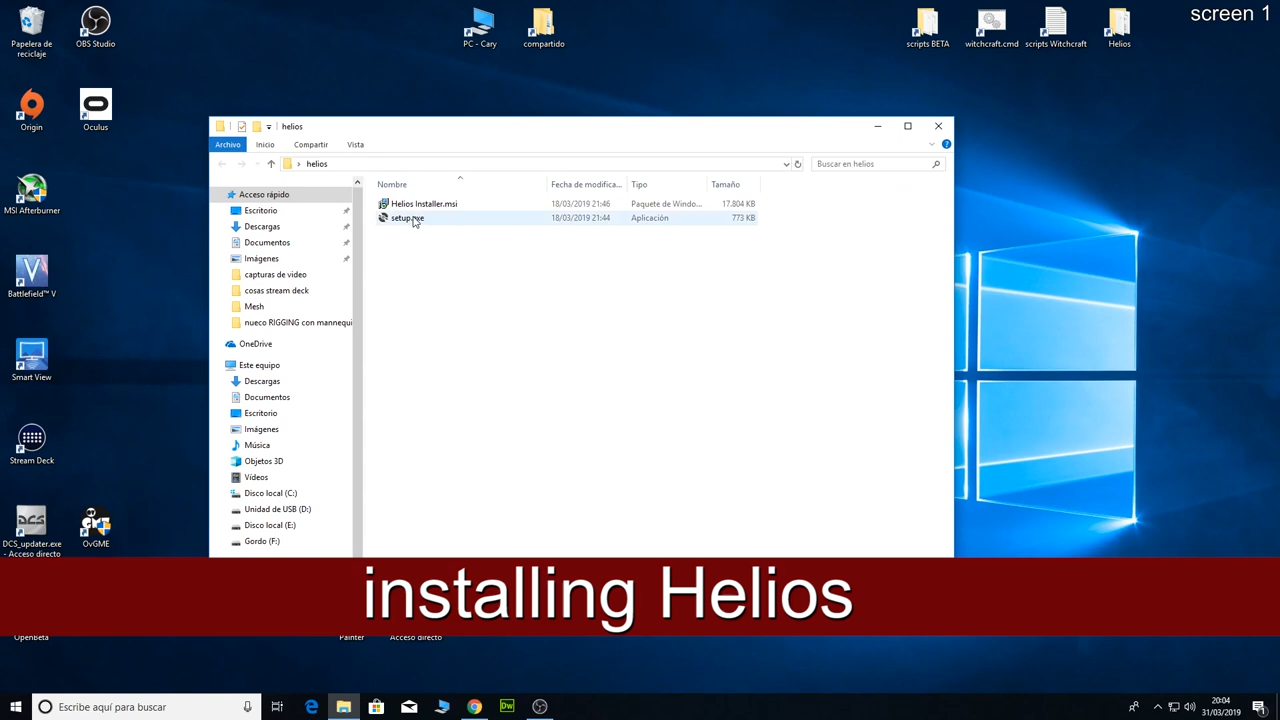 screen 1
Papelera de
reciclaje
OBS Studio
PC - Cary
compartido
scripts BETA
witchcraft.cmd
scripts Witchcraft
Helios
Origin
Oculus
MSI Afterburner
Battlefield™ V
Smart View
Stream Deck
DCS_updater.exe
- Acceso directo
OvGME
helios
Archivo
Inicio
Compartir
Vista
helios
Buscar en helios
Nombre
Fecha de modifica...
Tipo
Tamaño
Helios Installer.msi
18/03/2019 21:46
Paquete de Windo...
17.804 KB
setup.exe
18/03/2019 21:44
Aplicación
773 KB
Acceso rápido
Escritorio
Descargas
Documentos
Imágenes
capturas de video
cosas stream deck
Mesh
nueco RIGGING con mannequi
OneDrive
Este equipo
Descargas
Documentos
Escritorio
Imágenes
Música
Objetos 3D
Vídeos
Disco local (C:)
Unidad de USB (D:)
Disco local (E:)
Gordo (F:)
installing Helios
Openbeta
Painter
Acceso directo
Escribe aquí para buscar
Dw
20:04
31/03/2019